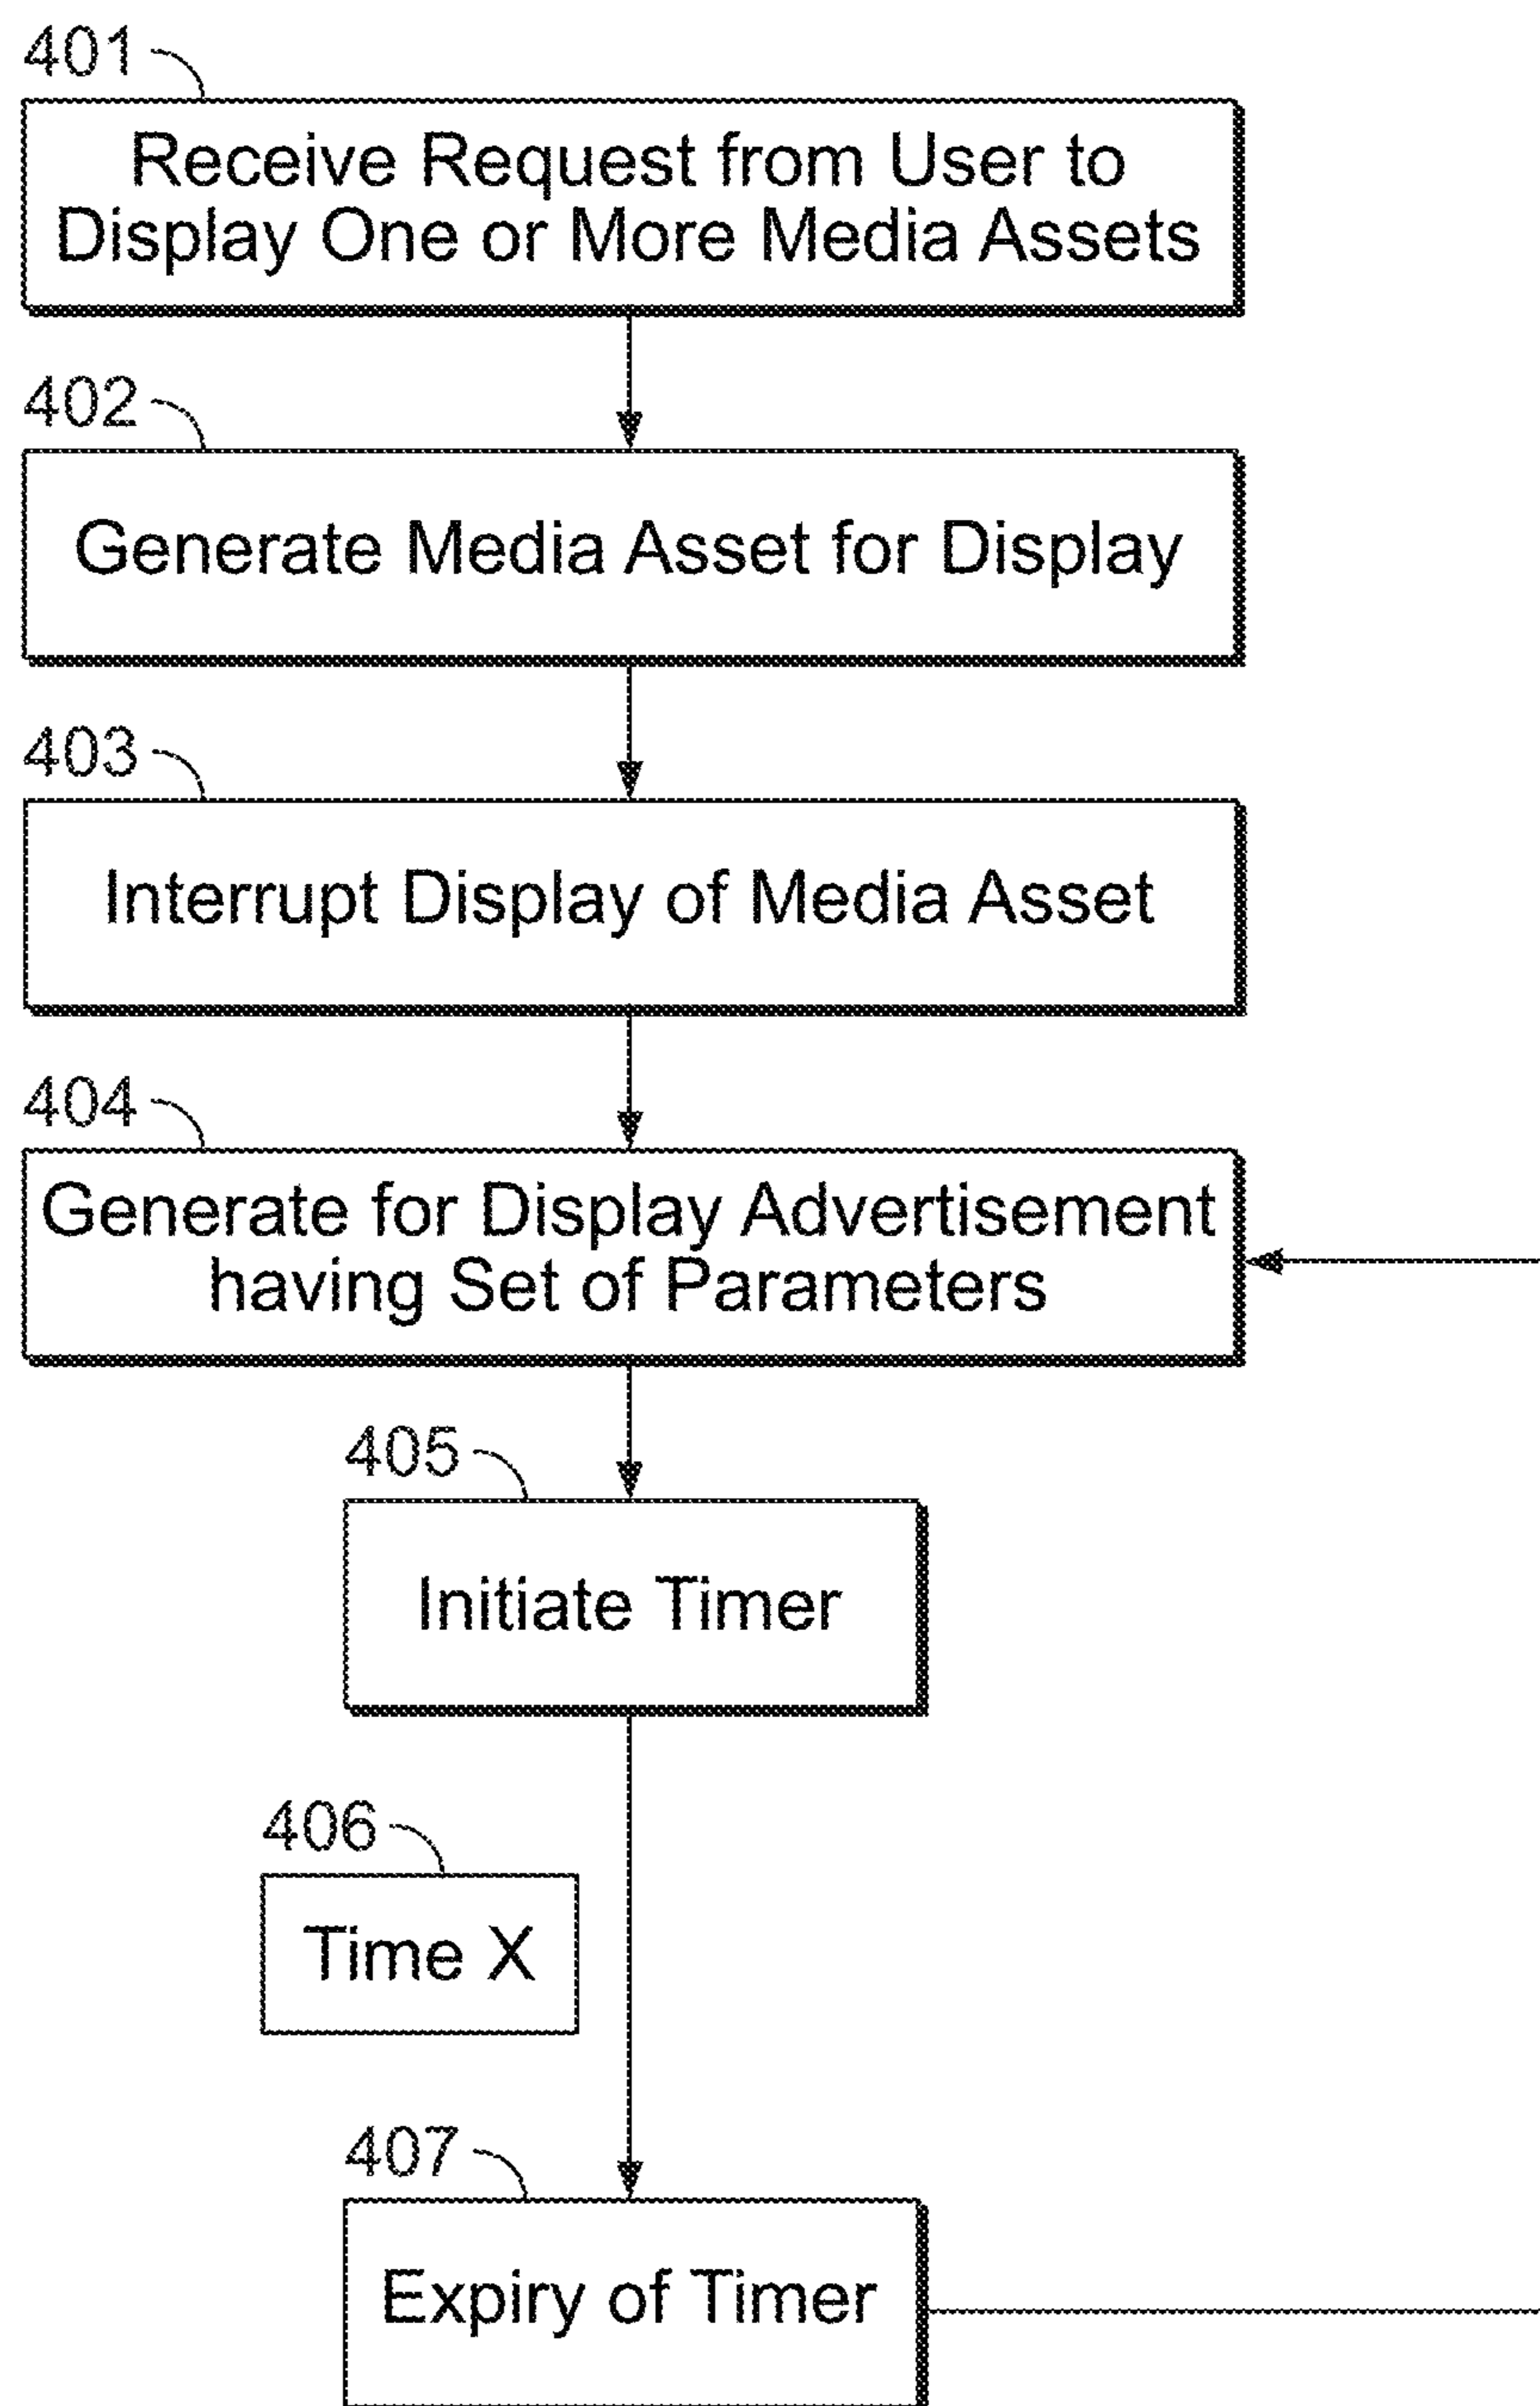 401
Receive Request from User to
Display One or More Media Assets
402
Generate Media Asset for Display
403
Interrupt Display of Media Asset
404
Generate for Display Advertisement
having Set of Parameters
405
Initiate Timer
406
Time X
407
Expiry of Timer